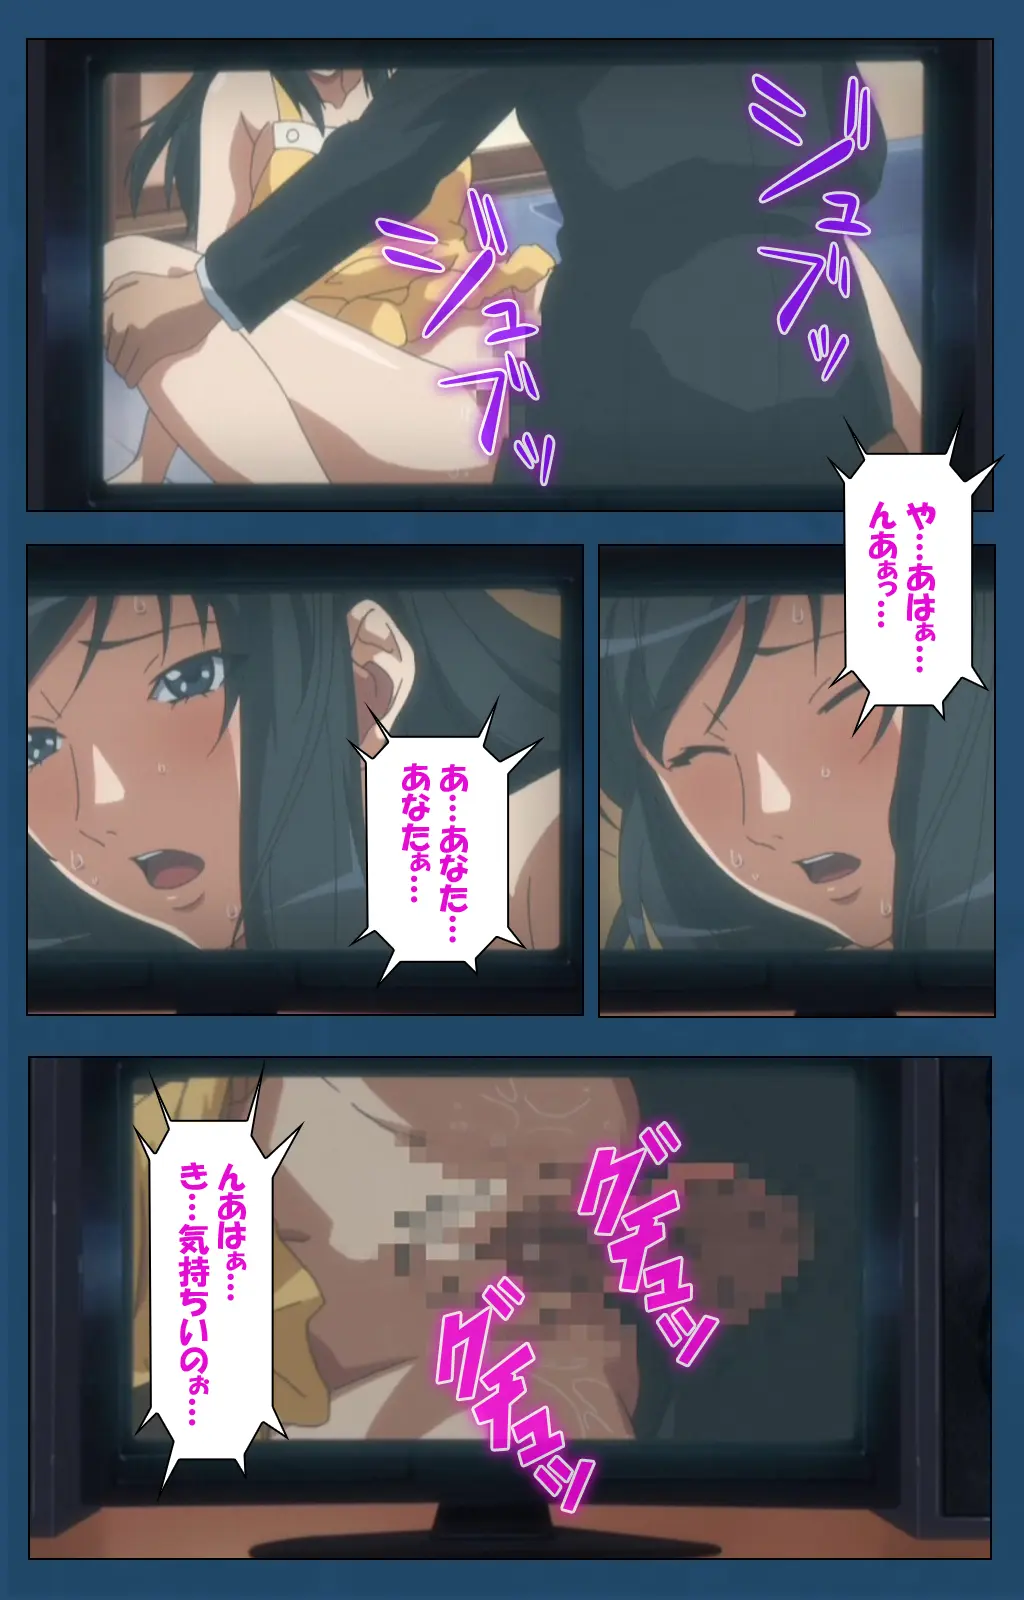 ジュブッ
ジュブッ
や…あはぁ…
んあぁっ…
あ…あなた…
あなたぁ…
んあはぁ…
き…気持ちいのぉ…
グチュッ
グチュッ